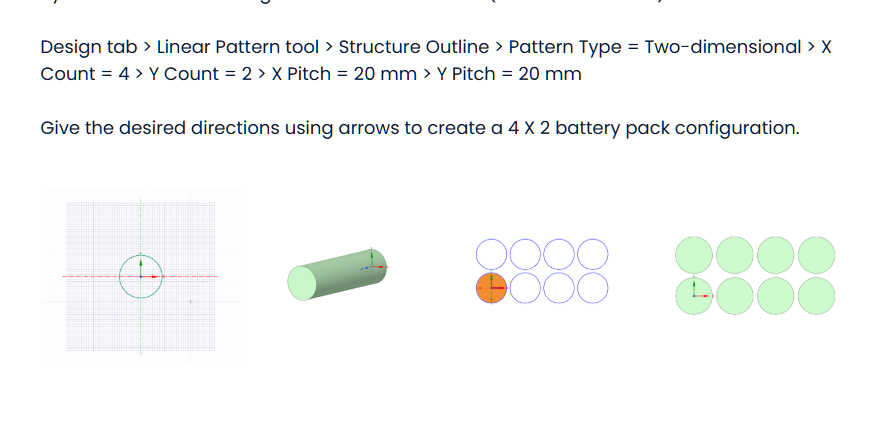 Design tab > Linear Pattern tool > Structure Outline > Pattern Type = Two-dimensional > X
Count = 4 > Y Count = 2 > X Pitch = 20 mm > Y Pitch = 20 mm
Give the desired directions using arrows to create a 4 X 2 battery pack configuration.